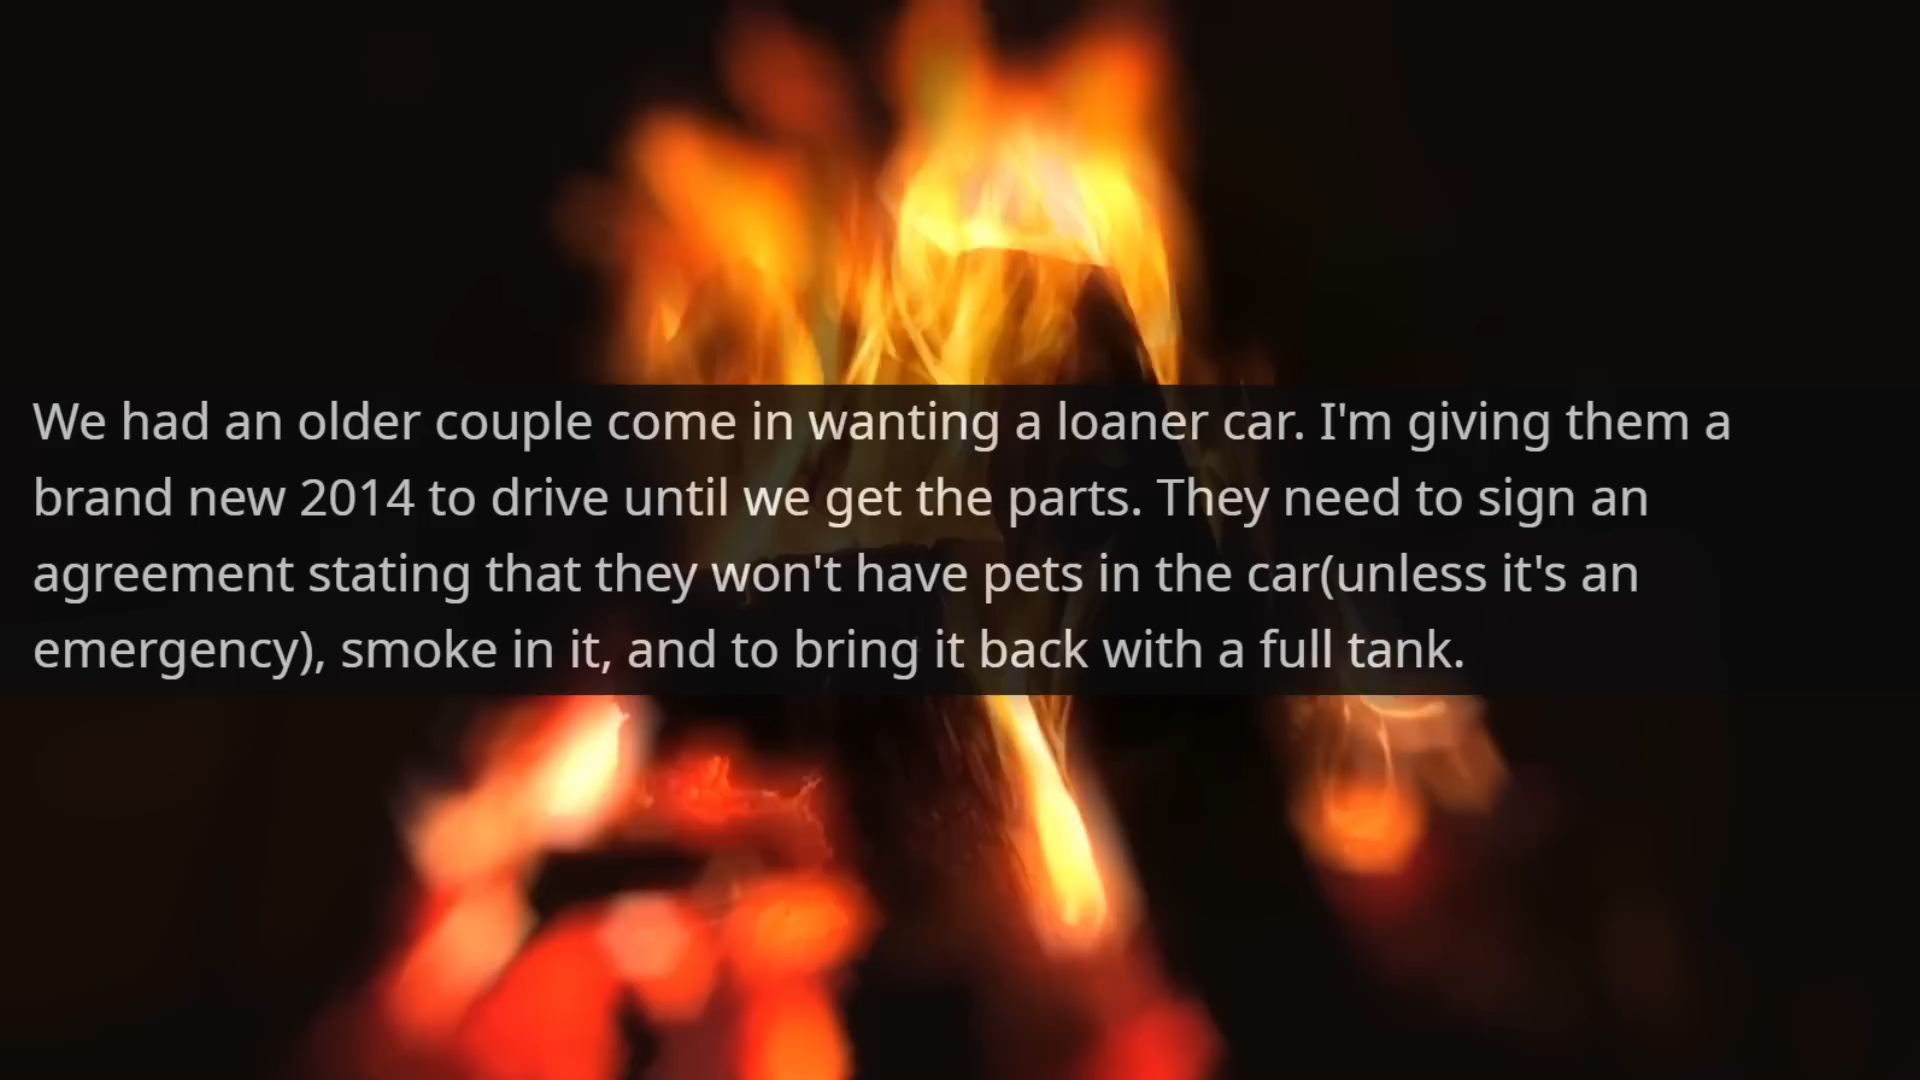 We had an older couple come in wanting a loaner car. I'm giving them a
brand new 2014 to drive until we get the parts. They need to sign an
agreement stating that they won't have pets in the car(unless it's an
emergency), smoke in it, and to bring it back with a full tank.